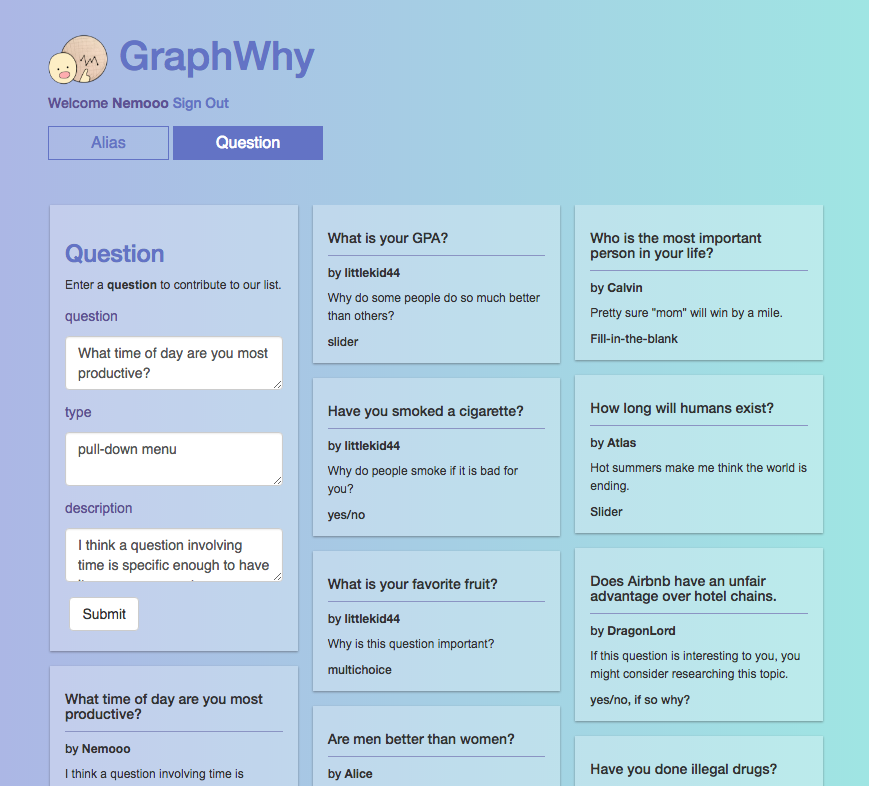 GraphWhy
Welcome Nemooo Sign Out
Alias
Question
Question
Enter a question to contribute to our list.
question
What time of day are you most
productive?
type
pull-down menu
description
I think a question involving
time is specific enough to have
Submit
What time of day are you most
productive?
by Nemooo
I think a question involving time is
What is your GPA?
by littlekid44
Why do some people do so much better
than others?
slider
Have you smoked a cigarette?
by littlekid44
Why do people smoke if it is bad for
you?
yes/no
What is your favorite fruit?
by littlekid44
Why is this question important?
multichoice
Are men better than women?
by Alice
Who is the most important
person in your life?
by Calvin
Pretty sure "mom" will win by a mile.
Fill-in-the-blank
How long will humans exist?
by Atlas
Hot summers make me think the world is
ending.
Slider
Does Airbnb have an unfair
advantage over hotel chains.
by DragonLord
If this question is interesting to you, you
might consider researching this topic.
yes/no, if so why?
Have you done illegal drugs?